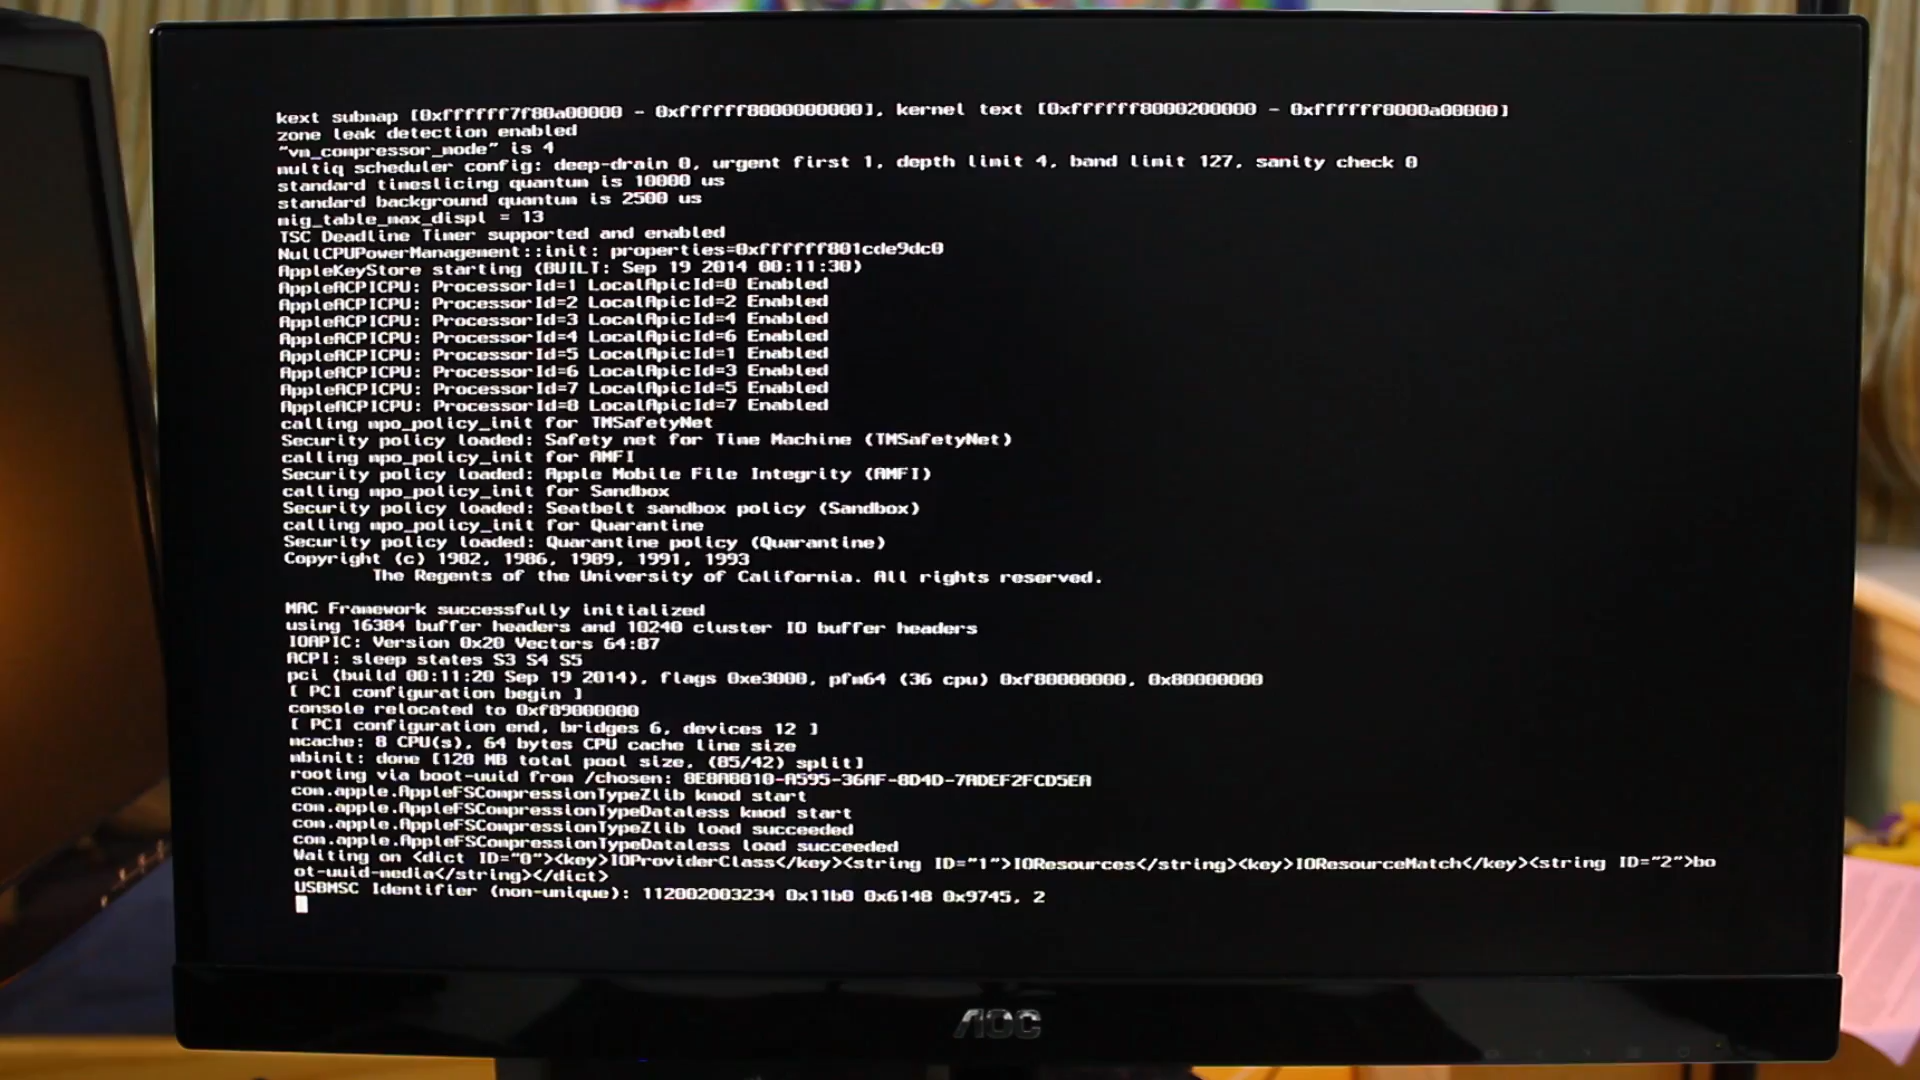 kext submap [0xffffff7f80a00000 - 0xffffff8000000000], kernel text [0xffffff8000200000 - 0xffffff8000a00000]
zone leak detection enabled
"vm_compressor_mode" is 4
multiq scheduler config: deep-drain 0, urgent first 1, depth limit 4, band limit 127, sanity check 0
standard timeslicing quantum is 10000 us
standard background quantum is 2500 us
mig_table_max_displ = 13
TSC Deadline Timer supported and enabled
NullCPUPowerManagement::init: properties=0xffffff801cde9dc0
AppleKeyStore starting (BUILT: Sep 19 2014 00:11:30)
AppleACPICPU: ProcessorId=1 LocalApicId=0 Enabled
AppleACPICPU: ProcessorId=2 LocalApicId=2 Enabled
AppleACPICPU: ProcessorId=3 LocalApicId=4 Enabled
AppleACPICPU: ProcessorId=4 LocalApicId=6 Enabled
AppleACPICPU: ProcessorId=5 LocalApicId=1 Enabled
AppleACPICPU: ProcessorId=6 LocalApicId=3 Enabled
AppleACPICPU: ProcessorId=7 LocalApicId=5 Enabled
AppleACPICPU: ProcessorId=8 LocalApicId=7 Enabled
calling mpo_policy_init for TMSafetyNet
Security policy loaded: Safety net for Time Machine (TMSafetyNet)
calling mpo_policy_init for AMFI
Security policy loaded: Apple Mobile File Integrity (AMFI)
calling mpo_policy_init for Sandbox
Security policy loaded: Seatbelt sandbox policy (Sandbox)
calling mpo_policy_init for Quarantine
Security policy loaded: Quarantine policy (Quarantine)
Copyright (c) 1982, 1986, 1989, 1991, 1993
The Regents of the University of California. All rights reserved.
MAC Framework successfully initialized
using 16384 buffer headers and 10240 cluster IO buffer headers
IOAPIC: Version 0x20 Vectors 64:87
ACPI: sleep states S3 S4 S5
pci (build 00:11:20 Sep 19 2014), flags 0xe3000, pfm64 (36 cpu) 0xf80000000, 0x80000000
[ PCI configuration begin ]
console relocated to 0xf89000000
[ PCI configuration end, bridges 6, devices 12 ]
mcache: 8 CPU(s), 64 bytes CPU cache line size
mbinit: done [128 MB total pool size, (85/42) split]
rooting via boot-uuid from /chosen: 8E8A8810-A595-36AF-8D4D-7ADEF2FCD5EA
com.apple.AppleFSCompressionTypeZlib kmod start
com.apple.AppleFSCompressionTypeDataless kmod start
com.apple.AppleFSCompressionTypeZlib load succeeded
com.apple.AppleFSCompressionTypeDataless load succeeded
Waiting on <dict ID="0"><key>IOProviderClass</key><string ID="1">IOResources</string><key>IOResourceMatch</key><string ID="2">bo
ot-uuid-media</string></dict>
USBMSC Identifier (non-unique): 112002003234 0x11b0 0x6148 0x9745, 2
AOC